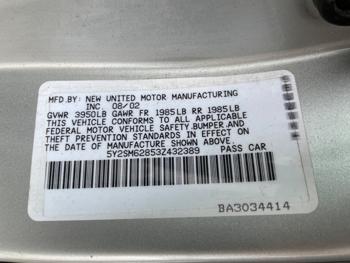 MFD.BY: NEW UNITED MOTOR MANUFACTURING
INC. 08/02
GVWR 3950LB GAWR FR 1985LB RR 1985LB
THIS VEHICLE CONFORMS TO ALL APPLICABLE
FEDERAL MOTOR VEHICLE SAFETY,BUMPER,AND
THEFT PREVENTION STANDARDS IN EFFECT ON
THE DATE OF MANUFACTURE SHOWN ABOVE.
5Y2SM62853Z432389 PASS CAR
BA3034414